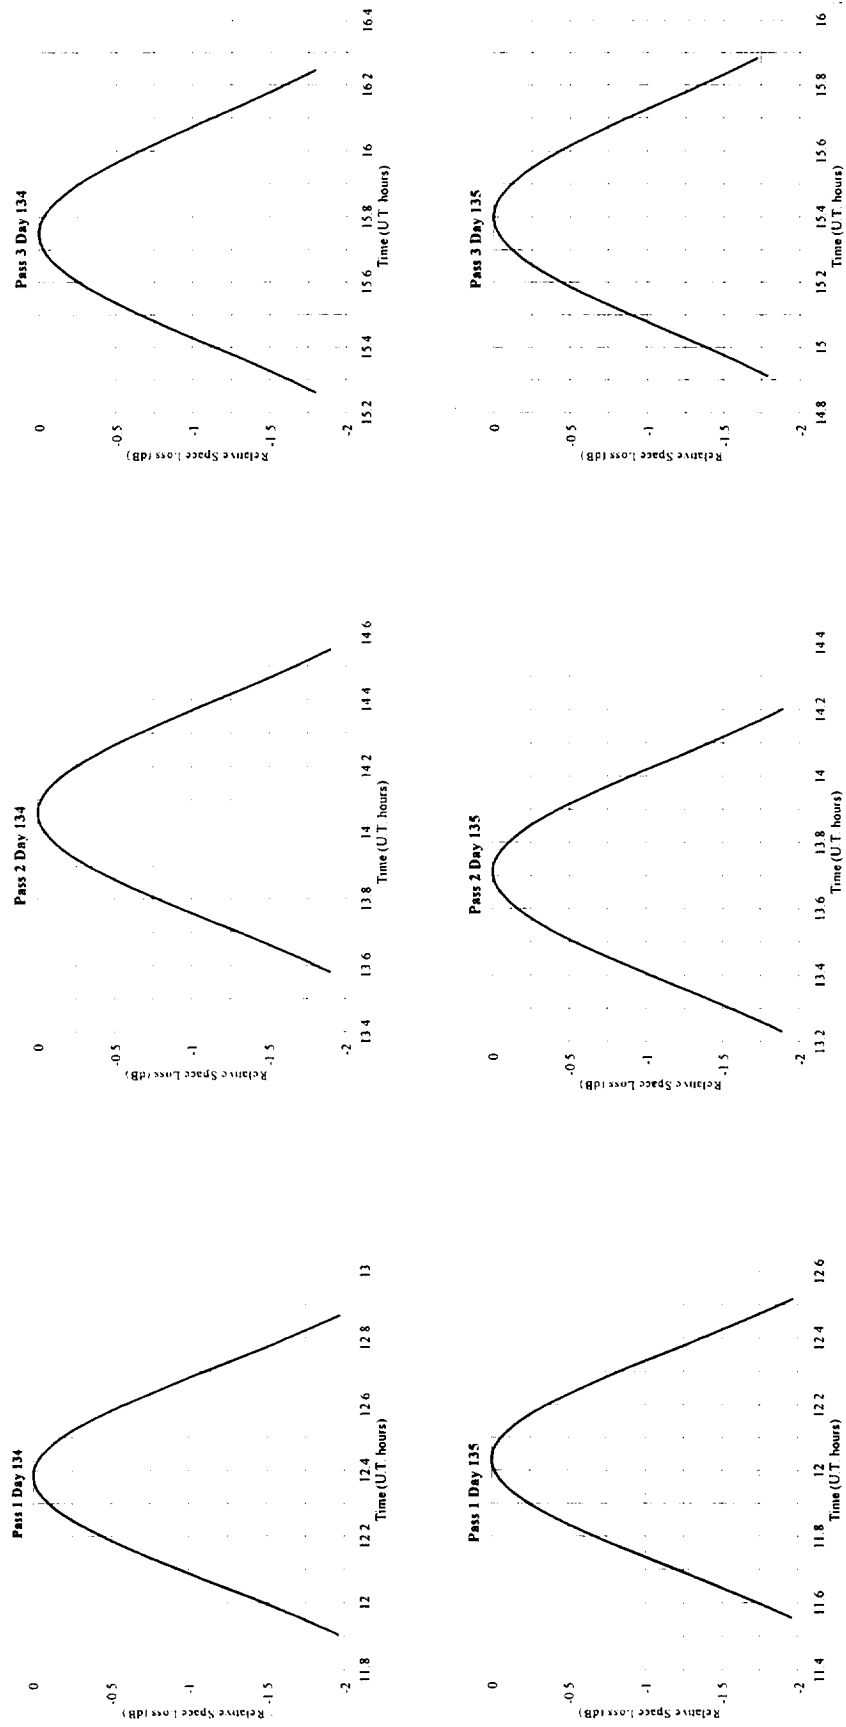 Pass 1 Day 134
0
-0.5
-1
-1.5
-2
Relative Space Loss (dB)
11.8 12 12.2 12.4 12.6 12.8 13
Time (U.T. hours)
Pass 2 Day 134
0
-0.5
-1
-1.5
-2
Relative Space Loss (dB)
13.4 13.6 13.8 14 14.2 14.4 14.6
Time (U.T. hours)
Pass 3 Day 134
0
-0.5
-1
-1.5
-2
Relative Space Loss (dB)
15.2 15.4 15.6 15.8 16 16.2 16.4
Time (U.T. hours)
Pass 1 Day 135
0
-0.5
-1
-1.5
-2
Relative Space Loss (dB)
11.4 11.6 11.8 12 12.2 12.4 12.6
Time (U.T. hours)
Pass 2 Day 135
0
-0.5
-1
-1.5
-2
Relative Space Loss (dB)
13.2 13.4 13.6 13.8 14 14.2 14.4
Time (U.T. hours)
Pass 3 Day 135
0
-0.5
-1
-1.5
-2
Relative Space Loss (dB)
14.8 15 15.2 15.4 15.6 15.8 16
Time (U.T. hours)